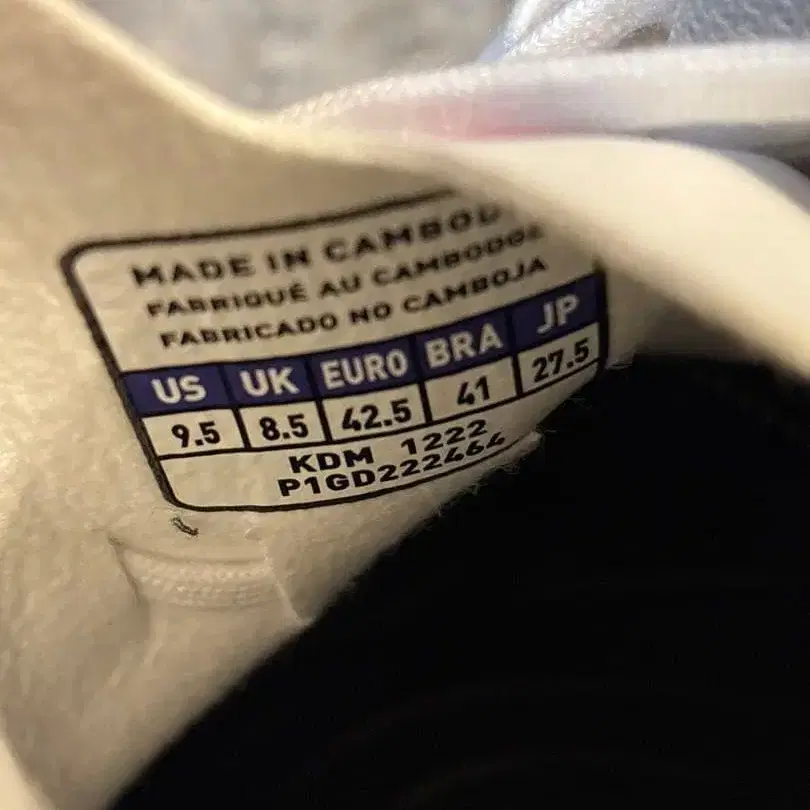 MADE IN CAMBOD
FABRIQUÉ AU CAMBODGE
FABRICADO NO CAMBOJA
US UK EURO BRA JP
9.5 8.5 42.5 41 27.5
KDM 1222
P1GD222464